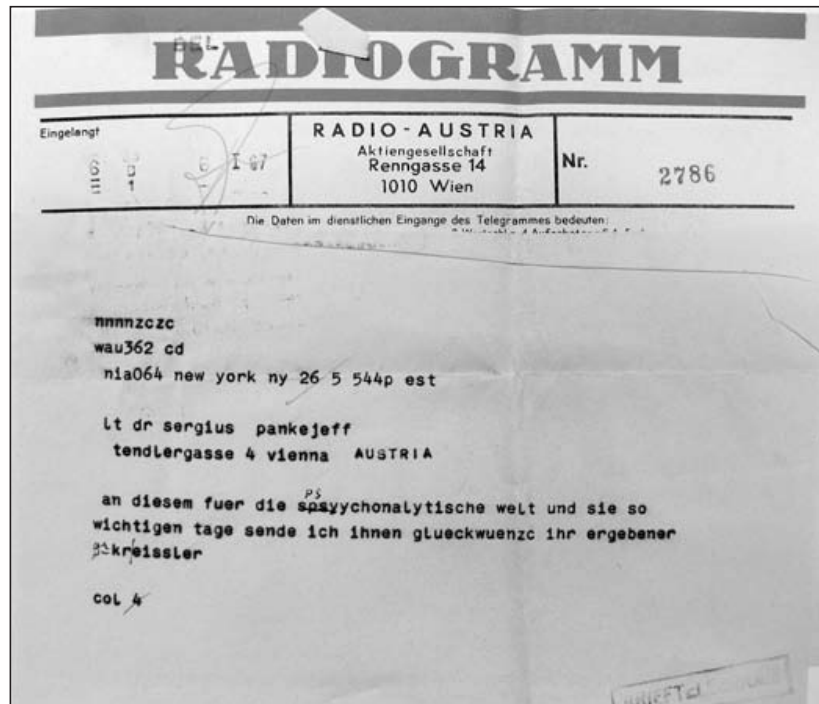 BEL
RADIOGRAMM
Eingelangt
RADIO-AUSTRIA
Aktiengesellschaft
Renngasse 14
1010 Wien
Nr. 2786
I 67
Die Daten im dienstlichen Eingange des Telegrammes bedeuten:
nnnnzczc
wau362 cd
nia064 new york ny 26 5 544p est
Lt dr sergius pankejeff
tendlergasse 4 vienna AUSTRIA
ps
an diesem fuer die spsyychonalytische welt und sie so
wichtigen tage sende ich ihnen glueckwuenzc ihr ergebener
kreissler
col 4